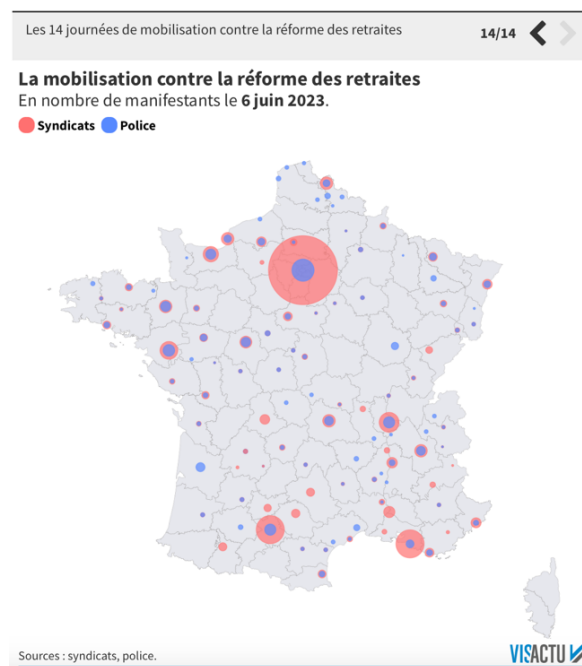 Les 14 journées de mobilisation contre la réforme des retraites
14/14
La mobilisation contre la réforme des retraites
En nombre de manifestants le 6 juin 2023.
Syndicats Police
Sources : syndicats, police.
VISACTU